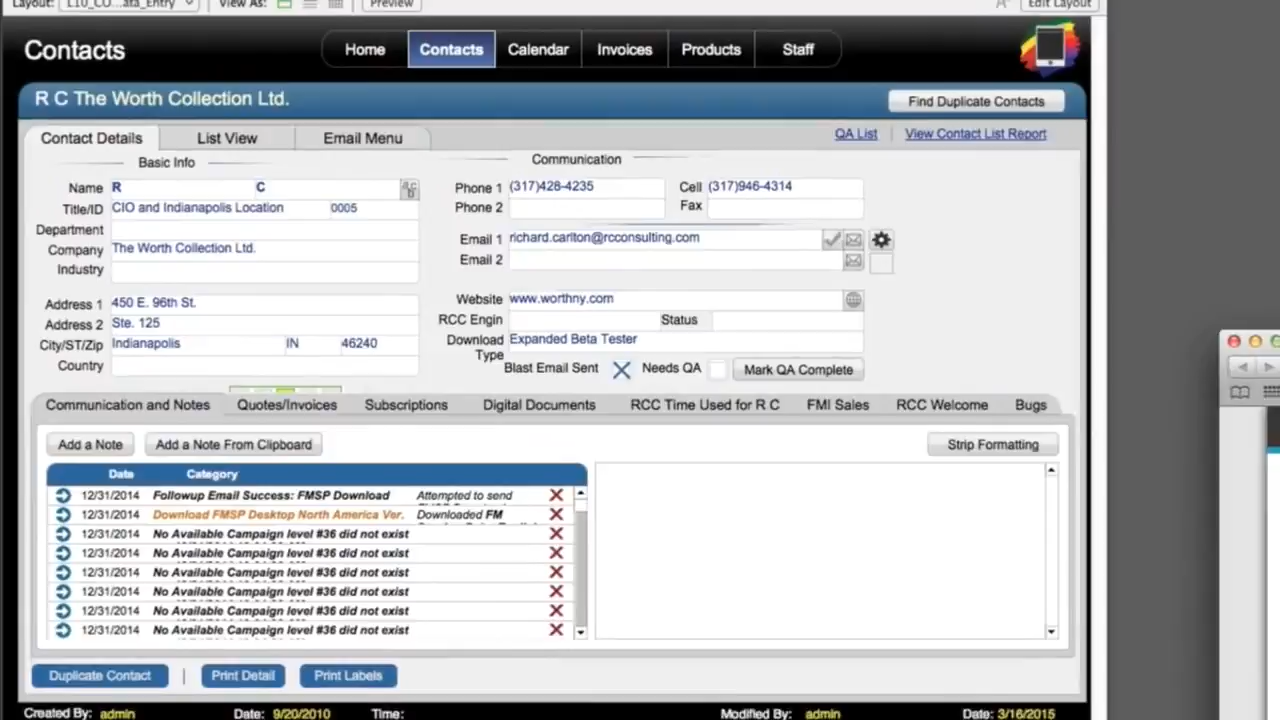 Layout: L10_CO...ata_Entry View As: Preview Edit Layout
Contacts Home Contacts Calendar Invoices Products Staff
R C The Worth Collection Ltd. Find Duplicate Contacts
Contact Details List View Email Menu QA List View Contact List Report
Basic Info Communication
Name R C Phone 1 (317)428-4235 Cell (317)946-4314
Title/ID CIO and Indianapolis Location 0005 Phone 2 Fax
Department
Company The Worth Collection Ltd. Email 1 richard.carlton@rcconsulting.com
Industry Email 2
Address 1 450 E. 96th St. Website www.worthny.com
Address 2 Ste. 125 RCC Engin Status
City/ST/Zip Indianapolis IN 46240 Download Type Expanded Beta Tester
Country Blast Email Sent Needs QA Mark QA Complete
Communication and Notes Quotes/Invoices Subscriptions Digital Documents RCC Time Used for R C FMI Sales RCC Welcome Bugs
Add a Note Add a Note From Clipboard Strip Formatting
Date Category
12/31/2014 Followup Email Success: FMSP Download Attempted to send
12/31/2014 Download FMSP Desktop North America Ver. Downloaded FM
12/31/2014 No Available Campaign level #36 did not exist
12/31/2014 No Available Campaign level #36 did not exist
12/31/2014 No Available Campaign level #36 did not exist
12/31/2014 No Available Campaign level #36 did not exist
12/31/2014 No Available Campaign level #36 did not exist
12/31/2014 No Available Campaign level #36 did not exist
Duplicate Contact | Print Detail Print Labels
Created By: admin Date: 9/20/2010 Time: Modified By: admin Date: 3/16/2015